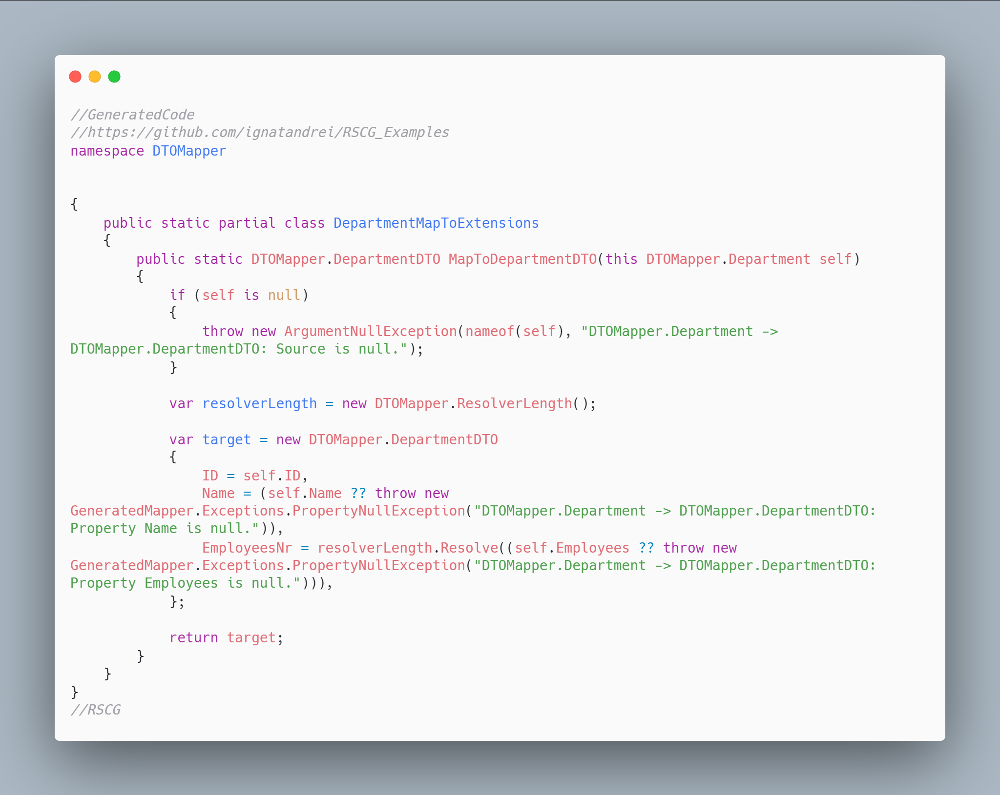 //GeneratedCode
//https://github.com/ignatandrei/RSCG_Examples
namespace DTOMapper
{
    public static partial class DepartmentMapToExtensions
    {
        public static DTOMapper.DepartmentDTO MapToDepartmentDTO(this DTOMapper.Department self)
        {
            if (self is null)
            {
                throw new ArgumentNullException(nameof(self), "DTOMapper.Department ->
DTOMapper.DepartmentDTO: Source is null.");
            }
            var resolverLength = new DTOMapper.ResolverLength();
            var target = new DTOMapper.DepartmentDTO
            {
                ID = self.ID,
                Name = (self.Name ?? throw new
GeneratedMapper.Exceptions.PropertyNullException("DTOMapper.Department -> DTOMapper.DepartmentDTO:
Property Name is null.")),
                EmployeesNr = resolverLength.Resolve((self.Employees ?? throw new
GeneratedMapper.Exceptions.PropertyNullException("DTOMapper.Department -> DTOMapper.DepartmentDTO:
Property Employees is null."))),
            };
            return target;
        }
    }
}
//RSCG